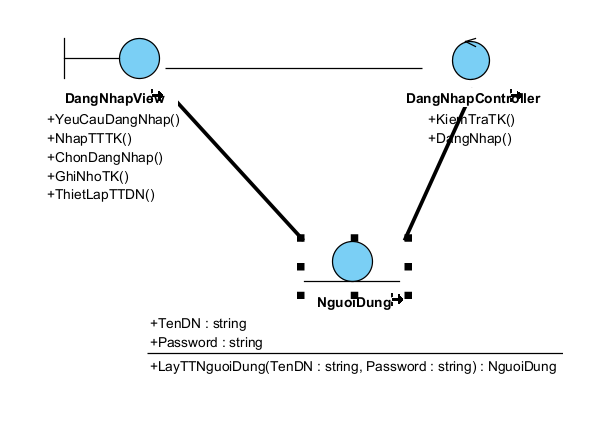 DangNhapView
DangNhapController
+YeuCauDangNhap()
+NhapTTTK()
+ChonDangNhap()
+GhiNhoTK()
+ThietLapTTDN()
+KiemTraTK()
+DangNhap()
NguoiDung
+TenDN : string
+Password : string
+LayTTNguoiDung(TenDN : string, Password : string) : NguoiDung